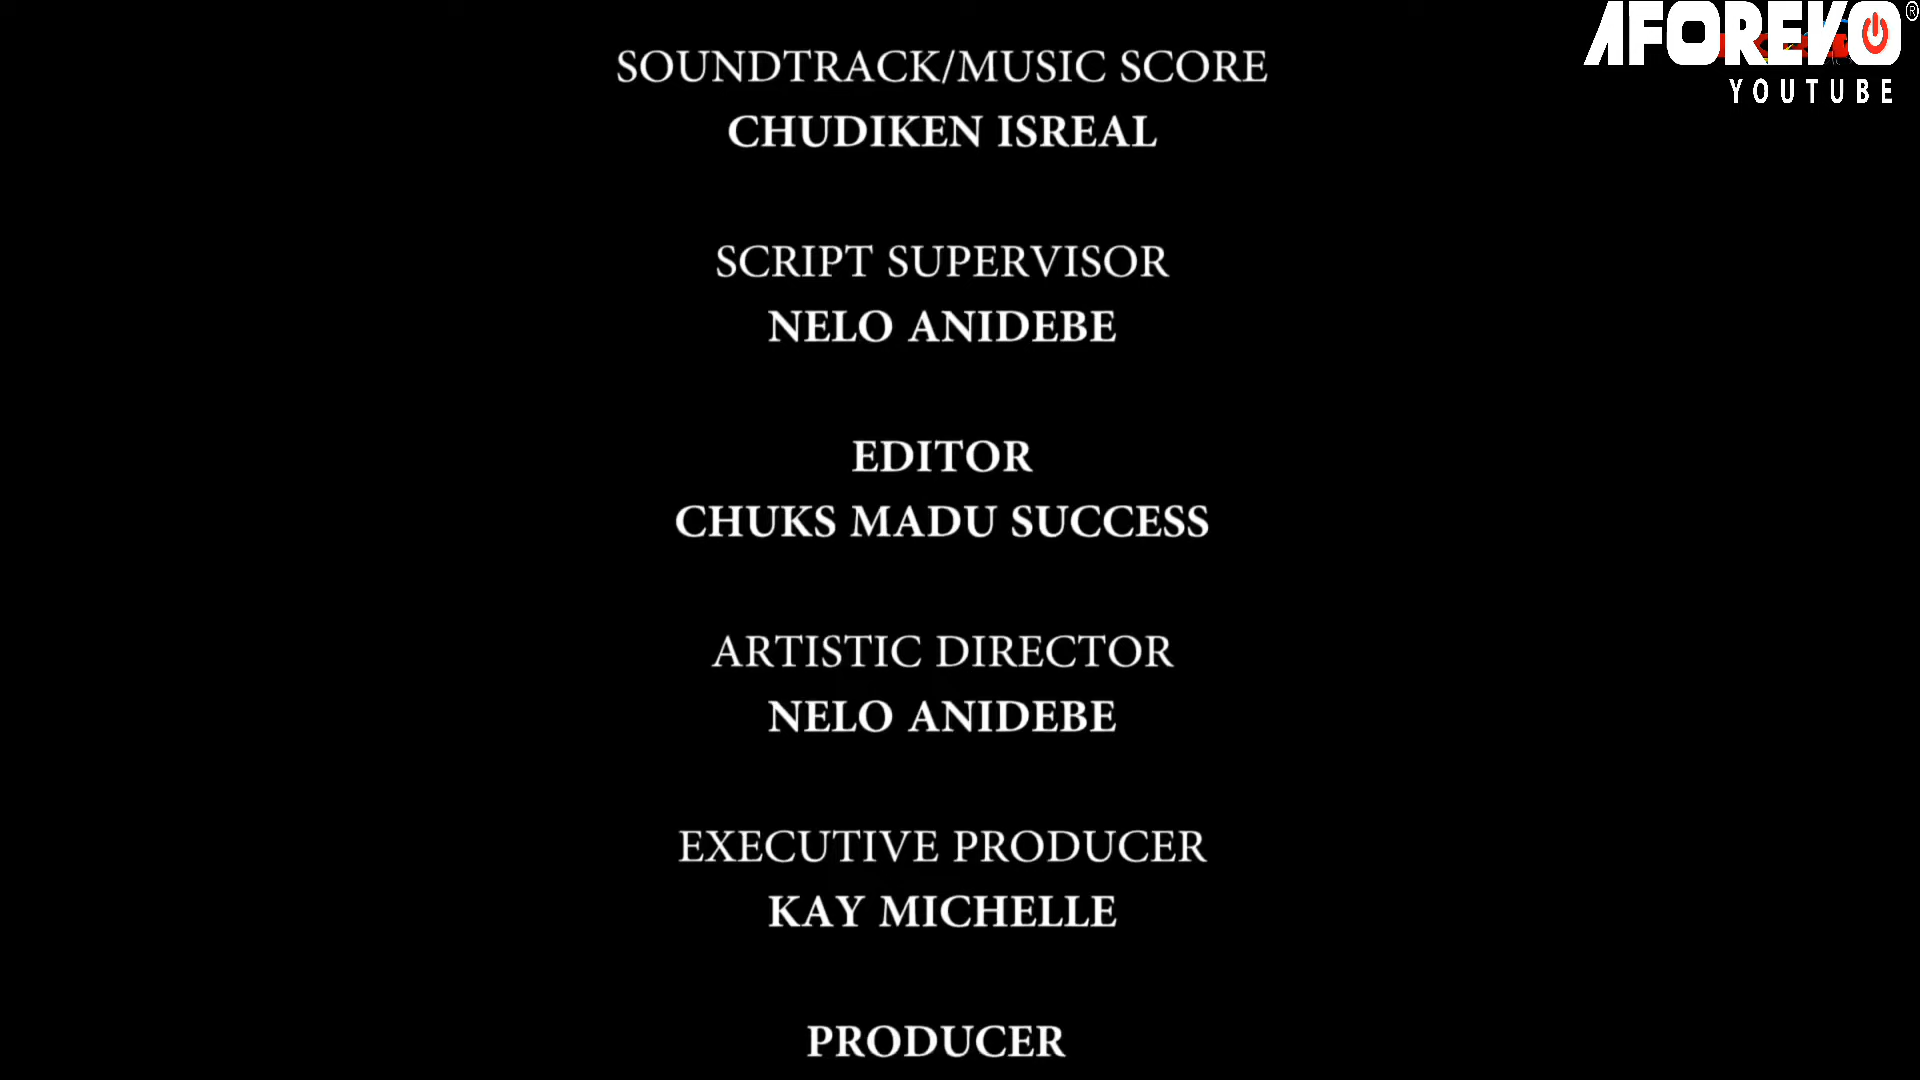 AFOREVO®
YOUTUBE
SOUNDTRACK/MUSIC SCORE
CHUDIKEN ISREAL
SCRIPT SUPERVISOR
NELO ANIDEBE
EDITOR
CHUKS MADU SUCCESS
ARTISTIC DIRECTOR
NELO ANIDEBE
EXECUTIVE PRODUCER
KAY MICHELLE
PRODUCER